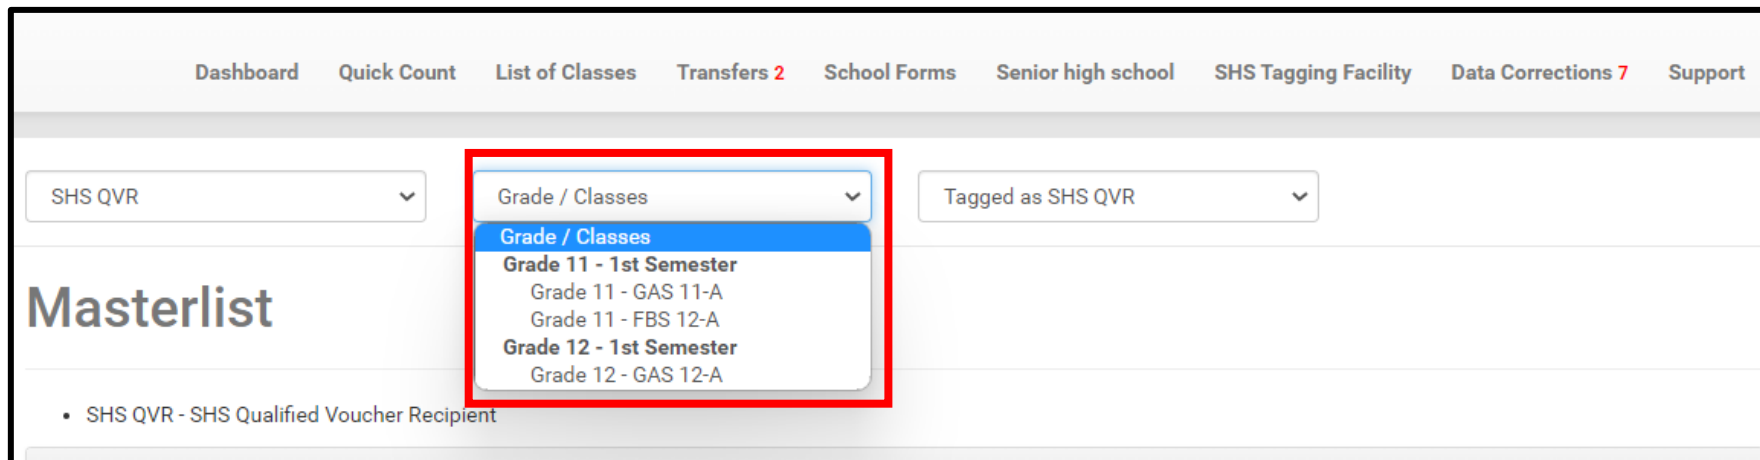 Dashboard Quick Count List of Classes Transfers 2 School Forms Senior high school SHS Tagging Facility Data Corrections 7 Support
SHS QVR Grade / Classes Tagged as SHS QVR
Grade / Classes
Grade 11 - 1st Semester
Grade 11 - GAS 11-A
Grade 11 - FBS 12-A
Grade 12 - 1st Semester
Grade 12 - GAS 12-A
Masterlist
• SHS QVR - SHS Qualified Voucher Recipient